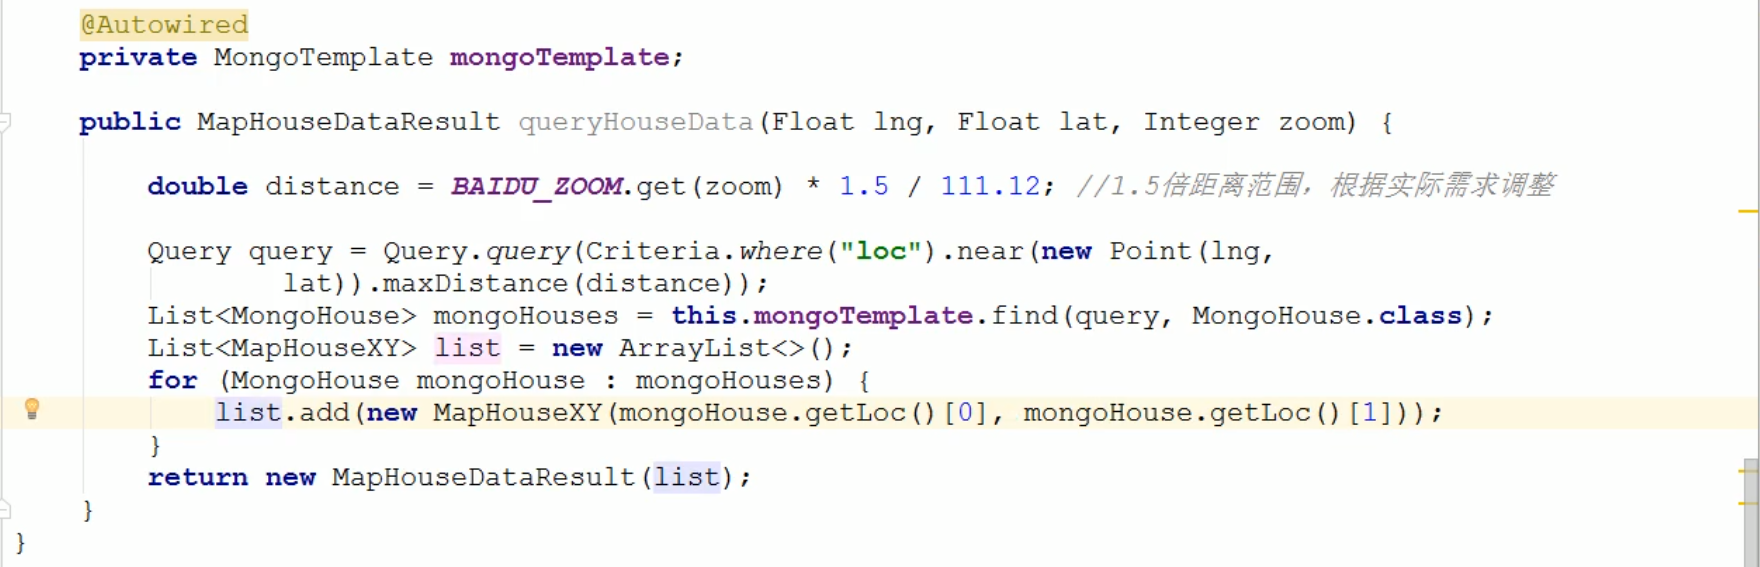 @Autowired
private MongoTemplate mongoTemplate;
public MapHouseDataResult queryHouseData(Float lng, Float lat, Integer zoom) {
double distance = BAIDU_ZOOM.get(zoom) * 1.5 / 111.12; //1.5倍距离范围，根据实际需求调整
Query query = Query.query(Criteria.where("loc").near(new Point(lng,
lat)).maxDistance(distance));
List<MongoHouse> mongoHouses = this.mongoTemplate.find(query, MongoHouse.class);
List<MapHouseXY> list = new ArrayList<>();
for (MongoHouse mongoHouse : mongoHouses) {
list.add(new MapHouseXY(mongoHouse.getLoc()[0], mongoHouse.getLoc()[1]));
}
return new MapHouseDataResult(list);
}
}